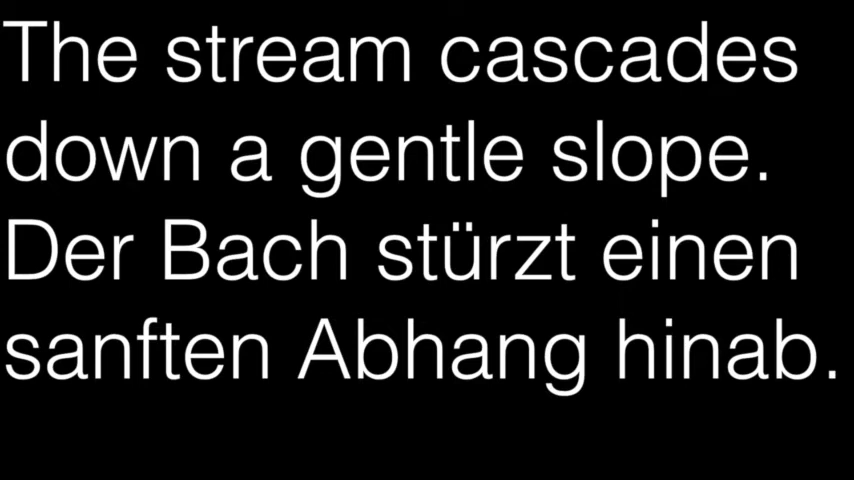 The stream cascades
down a gentle slope.
Der Bach stürzt einen
sanften Abhang hinab.